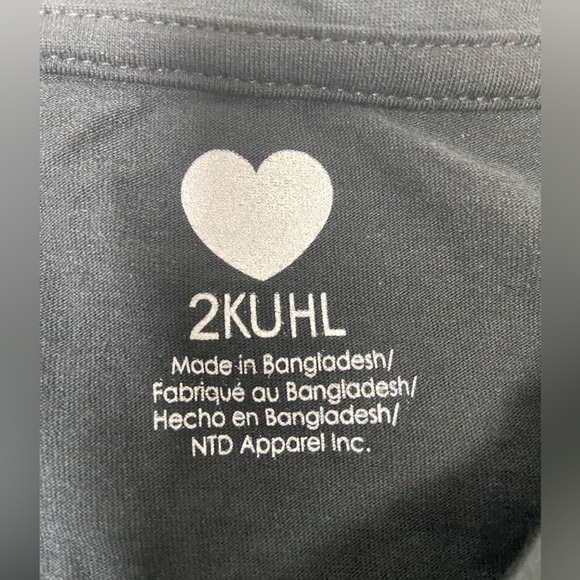 2KUHL
Made in Bangladesh/
Fabriqué au Bangladesh/
Hecho en Bangladesh/
NTD Apparel Inc.